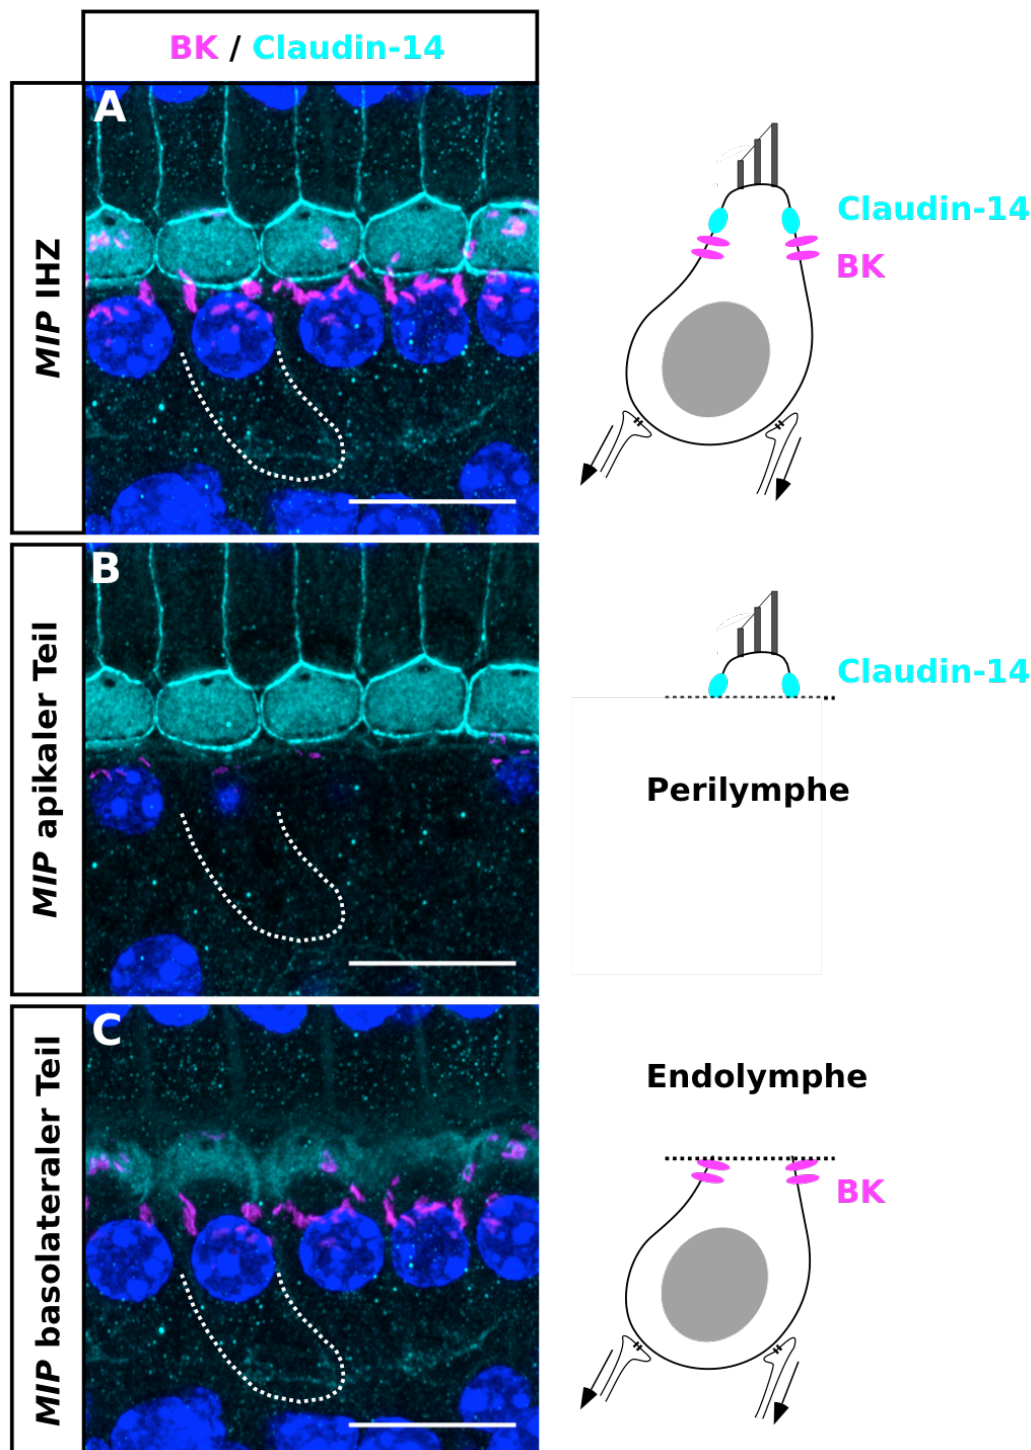 BK / Claudin-14
A
MIP IHZ
Claudin-14
BK
B
MIP apikaler Teil
Claudin-14
Perilymphe
C
MIP basolateraler Teil
Endolymphe
BK